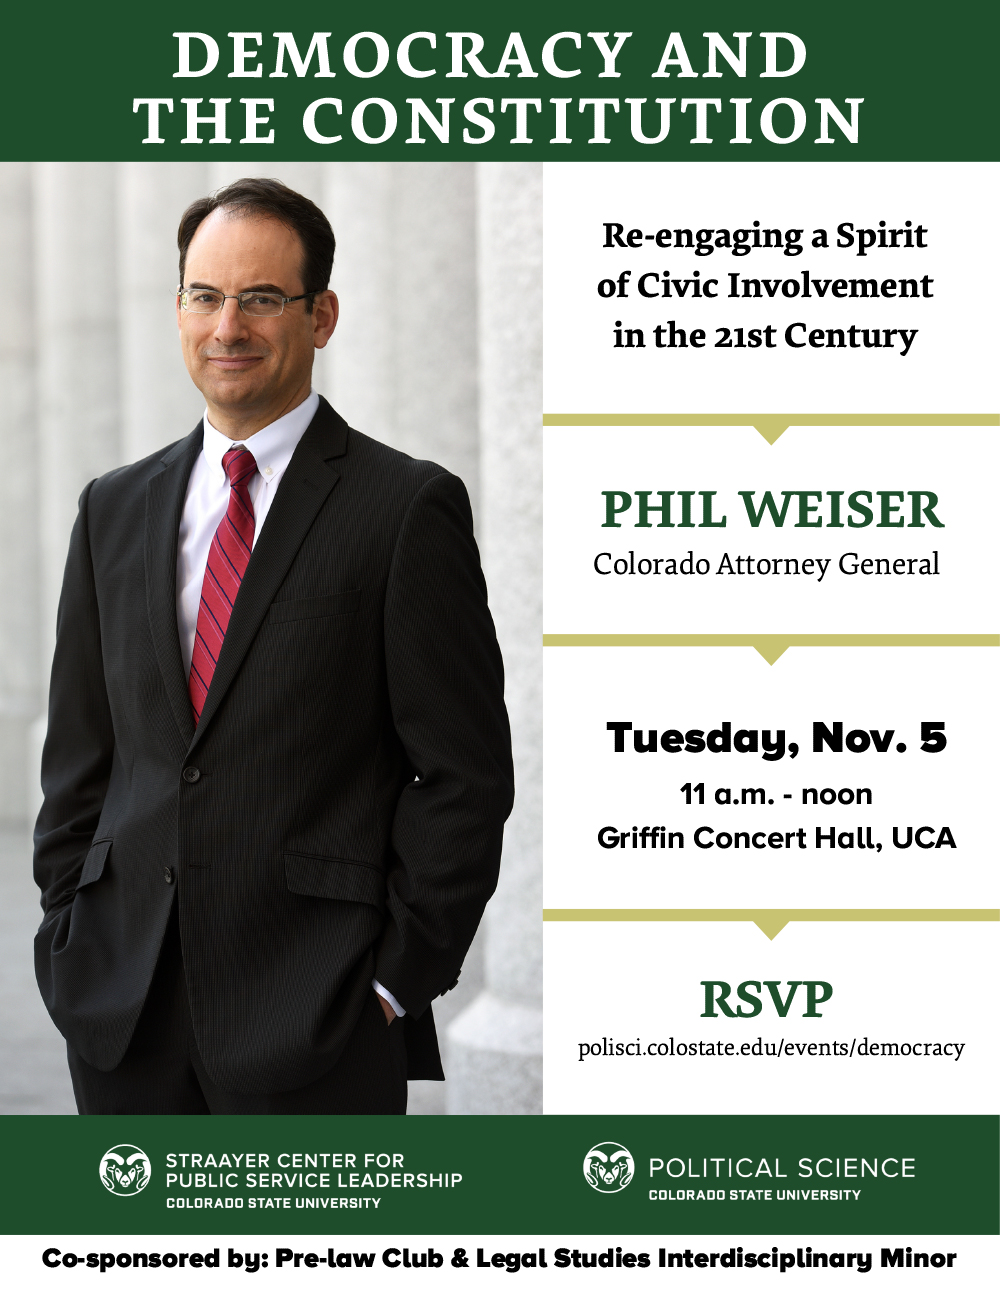 DEMOCRACY AND
THE CONSTITUTION
Re-engaging a Spirit
of Civic Involvement
in the 21st Century
PHIL WEISER
Colorado Attorney General
Tuesday, Nov. 5
11 a.m. - noon
Griffin Concert Hall, UCA
RSVP
polisci.colostate.edu/events/democracy
STRAAYER CENTER FOR
PUBLIC SERVICE LEADERSHIP
COLORADO STATE UNIVERSITY
POLITICAL SCIENCE
COLORADO STATE UNIVERSITY
Co-sponsored by: Pre-law Club & Legal Studies Interdisciplinary Minor